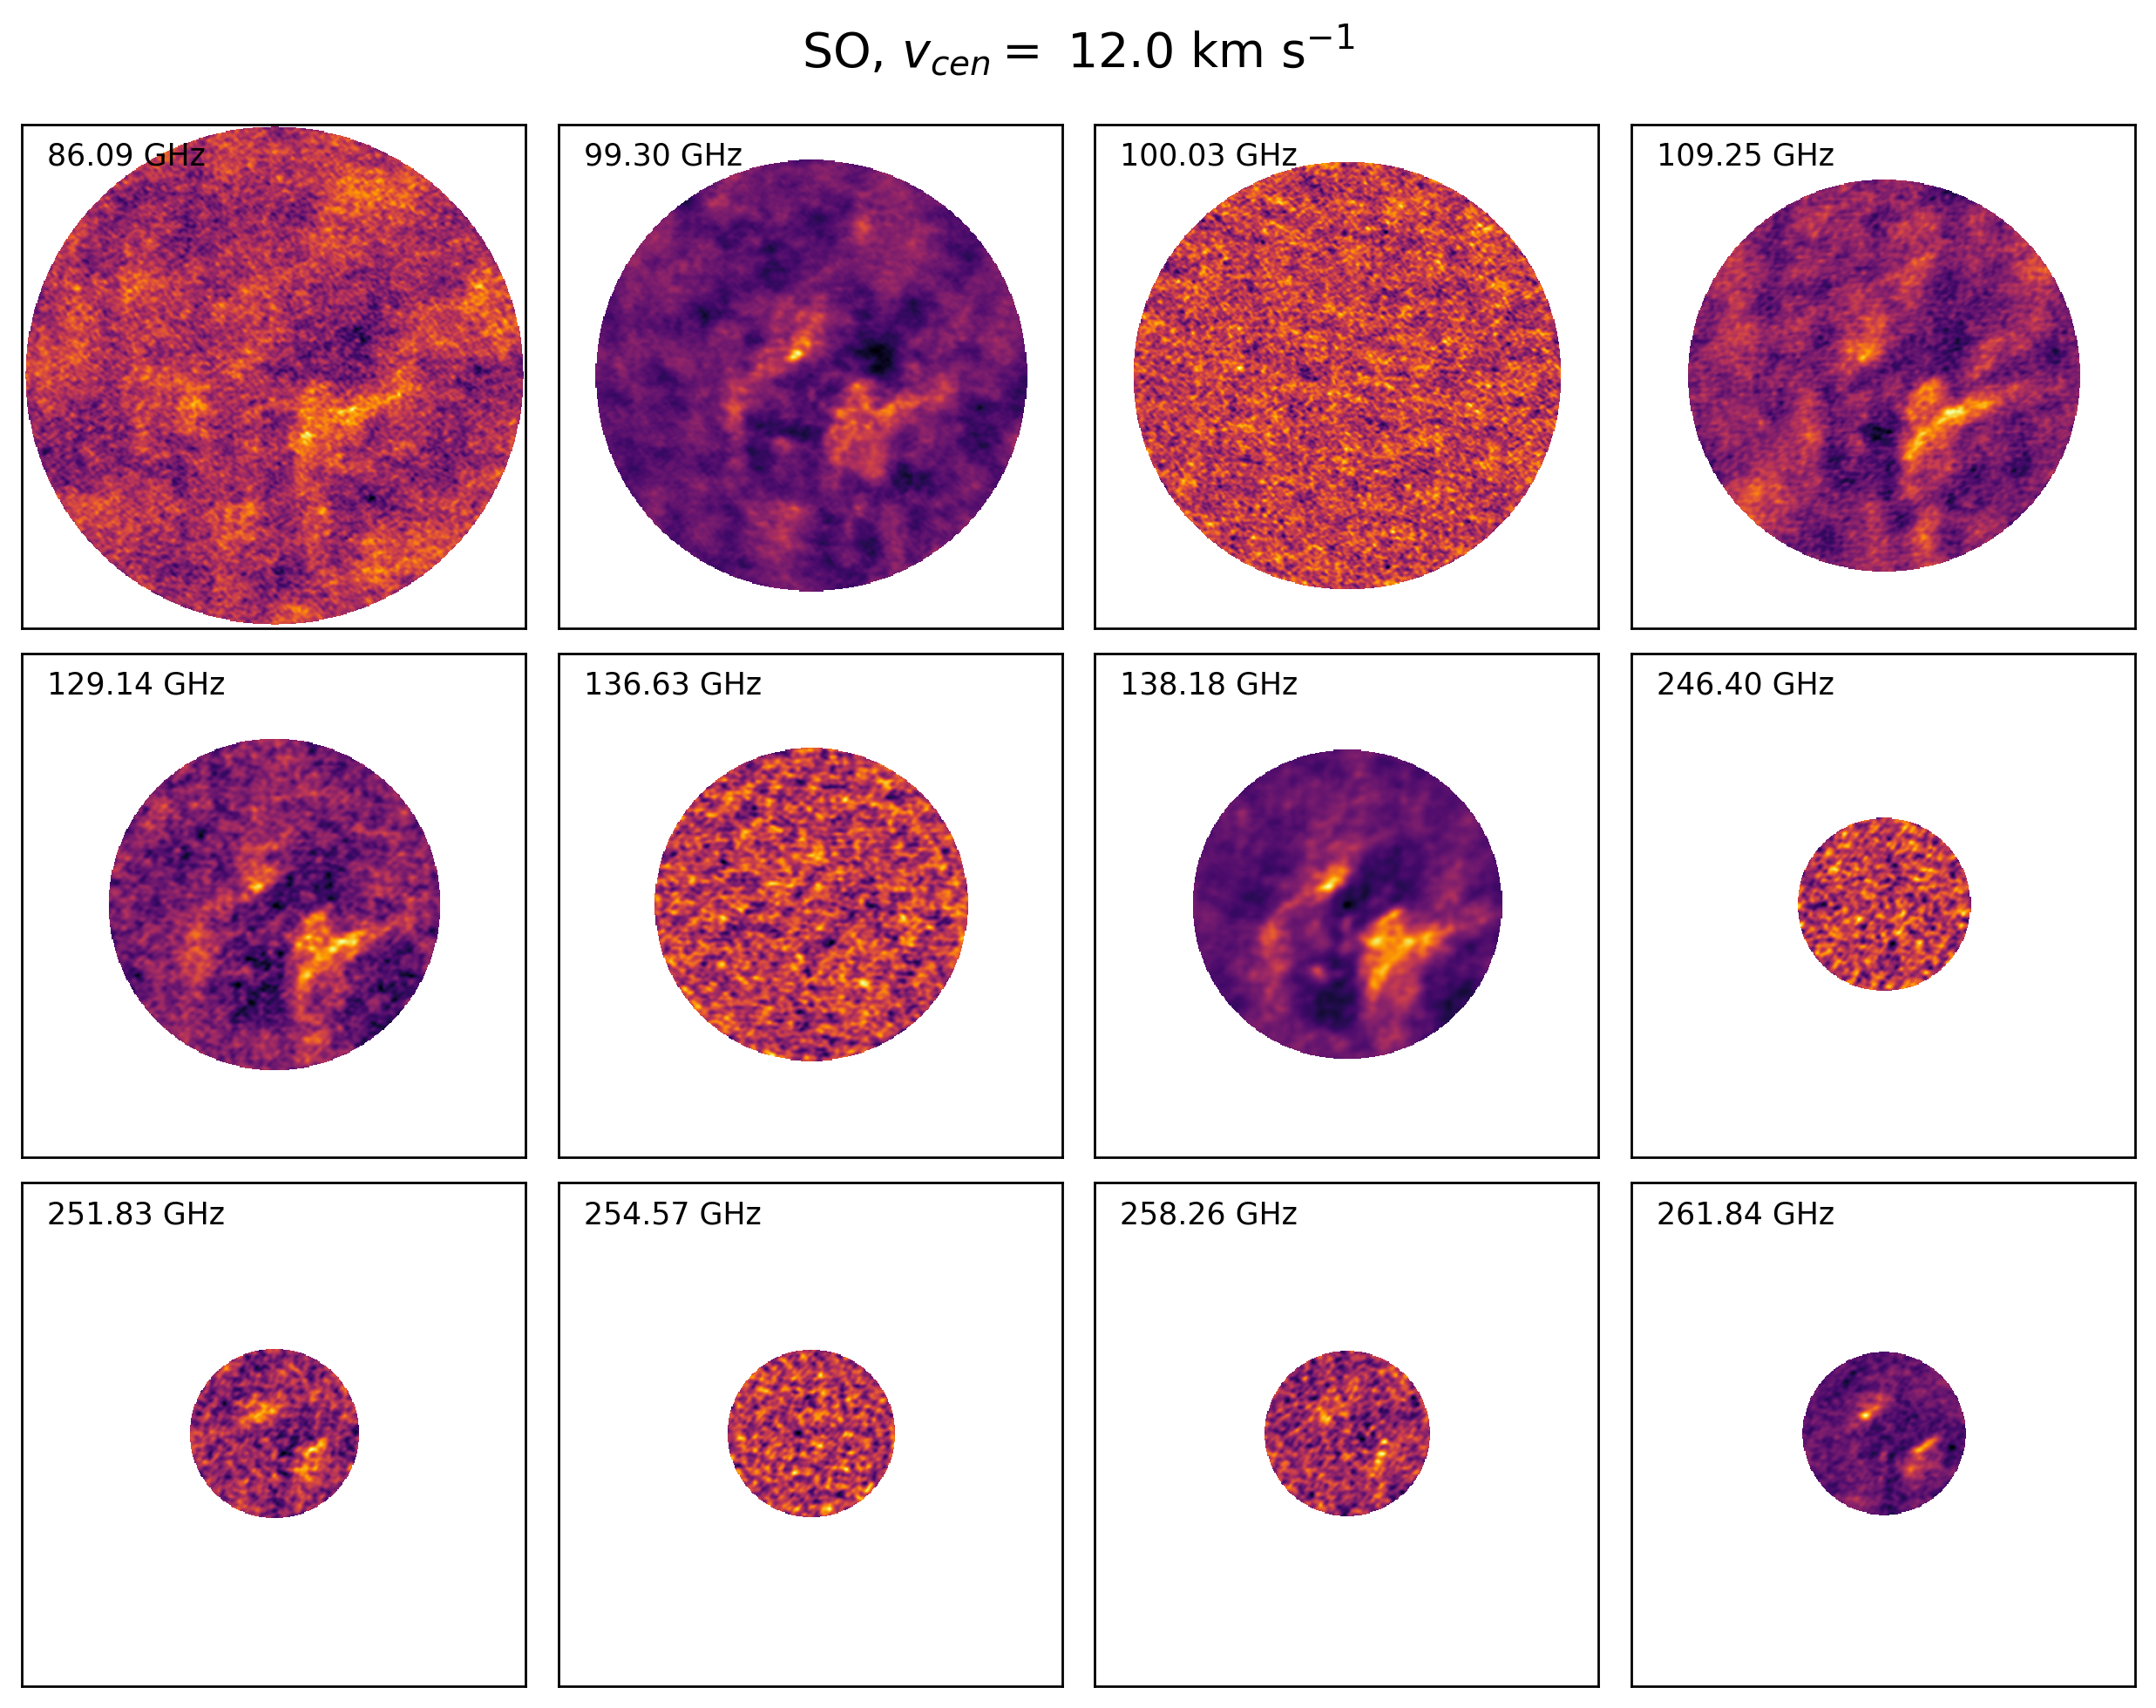 SO, v_cen = 12.0 km s⁻¹
86.09 GHz
99.30 GHz
100.03 GHz
109.25 GHz
129.14 GHz
136.63 GHz
138.18 GHz
246.40 GHz
251.83 GHz
254.57 GHz
258.26 GHz
261.84 GHz